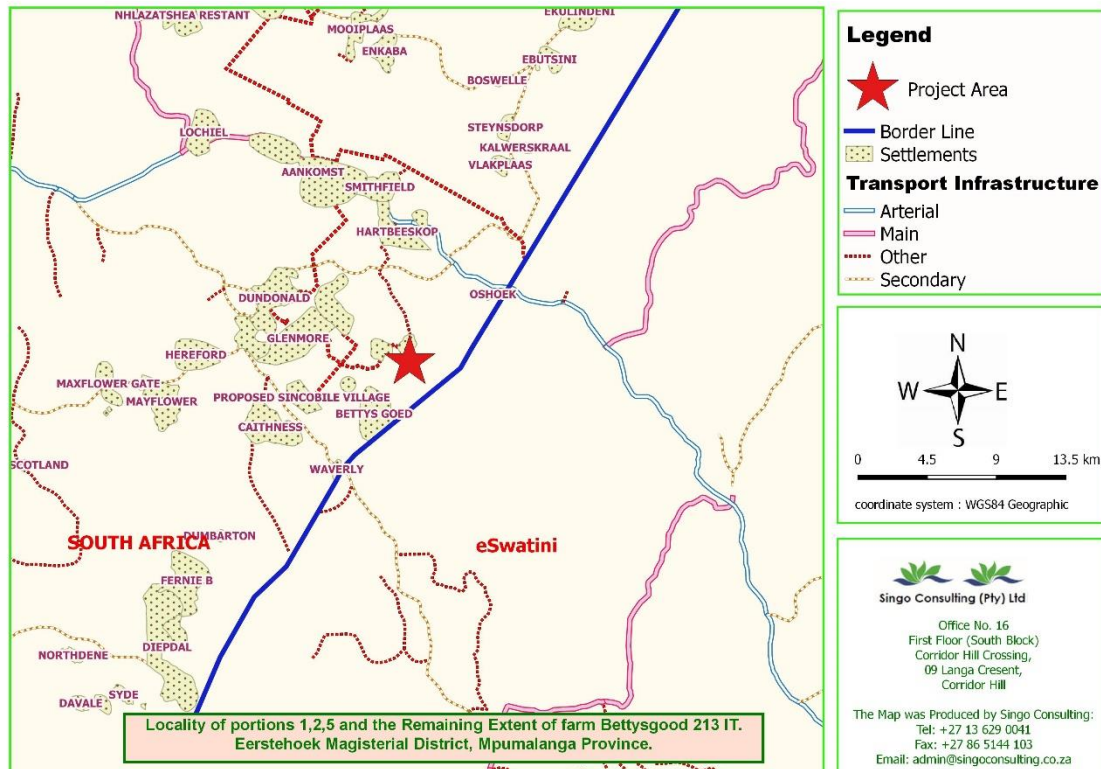 NHLAZATSHEA RESTANT
EKULINDENI
MOOIPLAAS
ENKABA
EBUTSINI
BOSWELLE
LOCHIEL
STEYNSDORP
KALWERSKRAAL
VLAKPLAAS
AANKOMST
SMITHFIELD
HARTBEESKOP
OSHOEK
DUNDONALD
GLENMORE
HEREFORD
MAXFLOWER GATE
MAYFLOWER
PROPOSED SINCOBILE VILLAGE
BETTYS GOED
CAITHNESS
SCOTLAND
WAVERLY
DUMBARTON
SOUTH AFRICA
eSwatini
FERNIE B
NORTHDENE
DIEPDAL
DAVALE
SYDE
Locality of portions 1,2,5 and the Remaining Extent of farm Bettysgood 213 IT.
Eerstehoek Magisterial District, Mpumalanga Province.
Legend
Project Area
Border Line
Settlements
Transport Infrastructure
Arterial
Main
Other
Secondary
N
W E
S
0 4.5 9 13.5 km
coordinate system : WGS84 Geographic
Singo Consulting (Pty) Ltd
Office No. 16
First Floor (South Block)
Corridor Hill Crossing,
09 Langa Cresent,
Corridor Hill
The Map was Produced by Singo Consulting:
Tel: +27 13 629 0041
Fax: +27 86 5144 103
Email: admin@singoconsulting.co.za